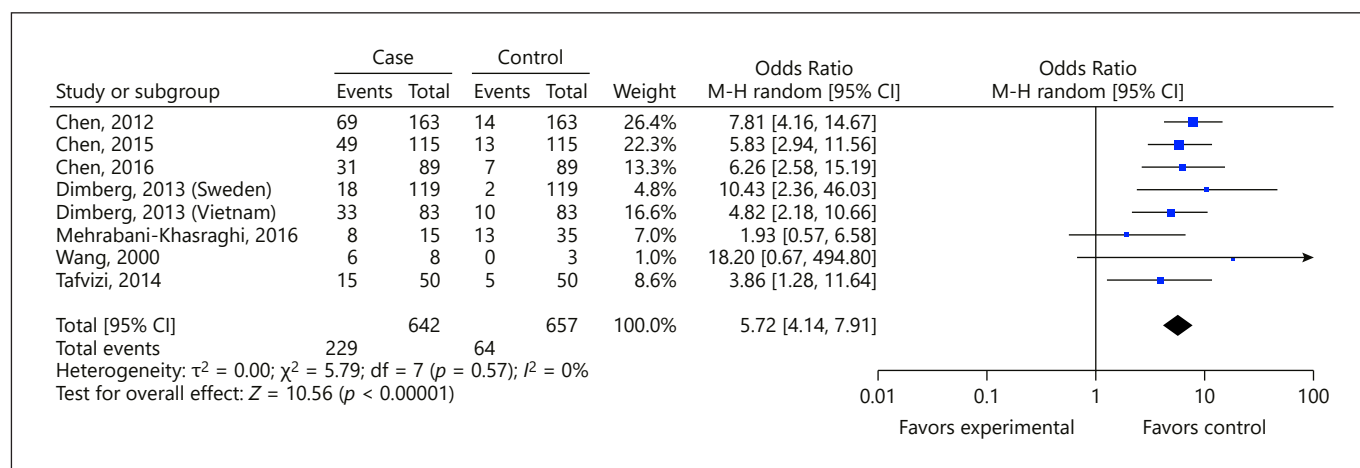 Study or subgroup Case Control Weight Odds Ratio M-H random [95% CI] Odds Ratio M-H random [95% CI]
Events Total Events Total
Chen, 2012 69 163 14 163 26.4% 7.81 [4.16, 14.67]
Chen, 2015 49 115 13 115 22.3% 5.83 [2.94, 11.56]
Chen, 2016 31 89 7 89 13.3% 6.26 [2.58, 15.19]
Dimberg, 2013 (Sweden) 18 119 2 119 4.8% 10.43 [2.36, 46.03]
Dimberg, 2013 (Vietnam) 33 83 10 83 16.6% 4.82 [2.18, 10.66]
Mehrabani-Khasraghi, 2016 8 15 13 35 7.0% 1.93 [0.57, 6.58]
Wang, 2000 6 8 0 3 1.0% 18.20 [0.67, 494.80]
Tafvizi, 2014 15 50 5 50 8.6% 3.86 [1.28, 11.64]
Total [95% CI] 642 657 100.0% 5.72 [4.14, 7.91]
Total events 229 64
Heterogeneity: τ² = 0.00; χ² = 5.79; df = 7 (p = 0.57); I² = 0%
Test for overall effect: Z = 10.56 (p < 0.00001)
0.01 0.1 1 10 100
Favors experimental Favors control